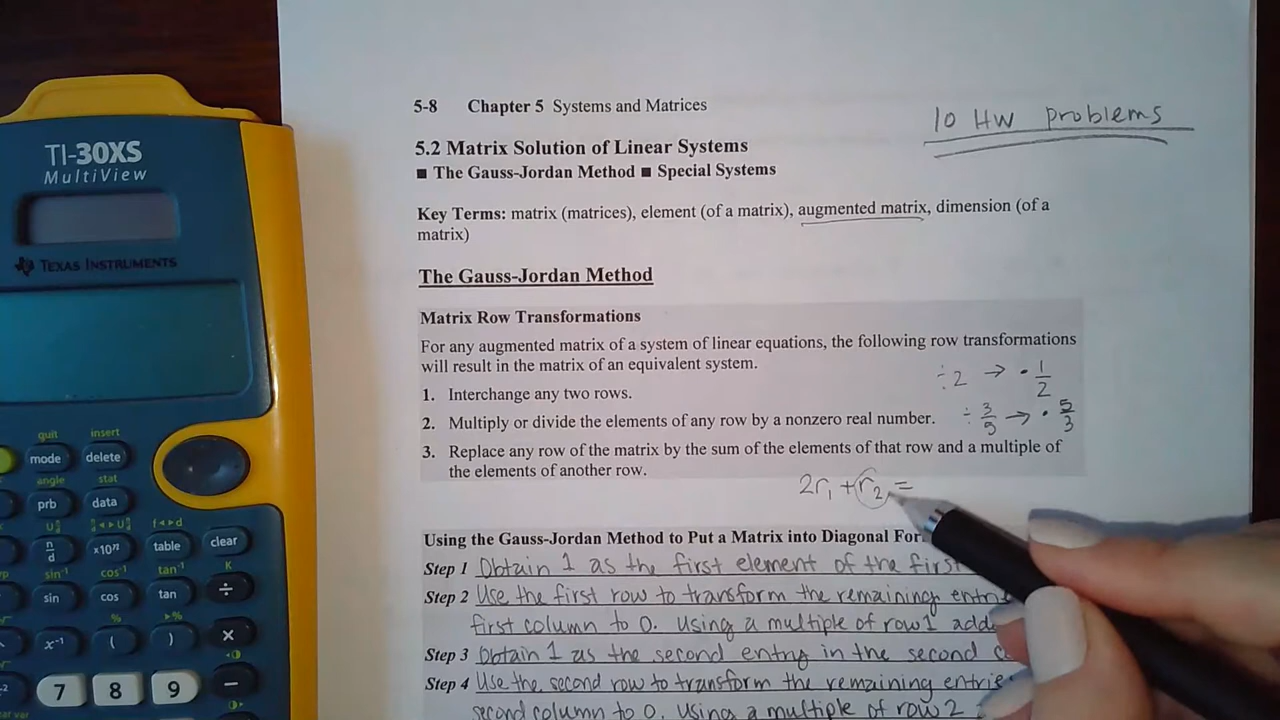 5-8 Chapter 5 Systems and Matrices
10 HW problems
5.2 Matrix Solution of Linear Systems
■ The Gauss-Jordan Method ■ Special Systems
Key Terms: matrix (matrices), element (of a matrix), augmented matrix, dimension (of a
matrix)
The Gauss-Jordan Method
Matrix Row Transformations
For any augmented matrix of a system of linear equations, the following row transformations
will result in the matrix of an equivalent system.
÷2 → · 1/2
1. Interchange any two rows.
2. Multiply or divide the elements of any row by a nonzero real number.
÷ 3/5 → · 5/3
3. Replace any row of the matrix by the sum of the elements of that row and a multiple of
the elements of another row.
2r₁ + r₂ =
Using the Gauss-Jordan Method to Put a Matrix into Diagonal
Step 1 Obtain 1 as the first element of the
Step 2 Use the first row to transform the remaining
first column to 0. Using a multiple of row 1
Step 3 Obtain 1 as the second entry in the second
Step 4 Use the second row to transform the remaining
second column to 0. Using a multiple of row 2
TI-30XS
MultiView
TEXAS INSTRUMENTS
quit insert
mode delete
angle stat
prb data
f◄►d
n/d ×10ⁿ table clear
sin⁻¹ cos⁻¹ tan⁻¹ K
sin cos tan ÷
%  ►%
x⁻¹ ( ) ×
7 8 9 −